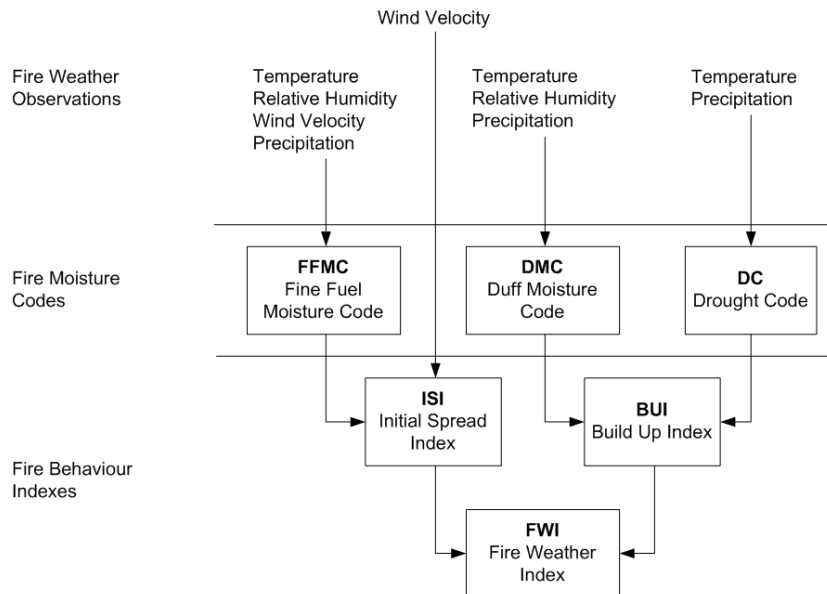 Wind Velocity
Fire Weather
Observations
Temperature
Relative Humidity
Wind Velocity
Precipitation
Temperature
Relative Humidity
Precipitation
Temperature
Precipitation
Fire Moisture
Codes
FFMC
Fine Fuel
Moisture Code
DMC
Duff Moisture
Code
DC
Drought Code
Fire Behaviour
Indexes
ISI
Initial Spread
Index
BUI
Build Up Index
FWI
Fire Weather
Index